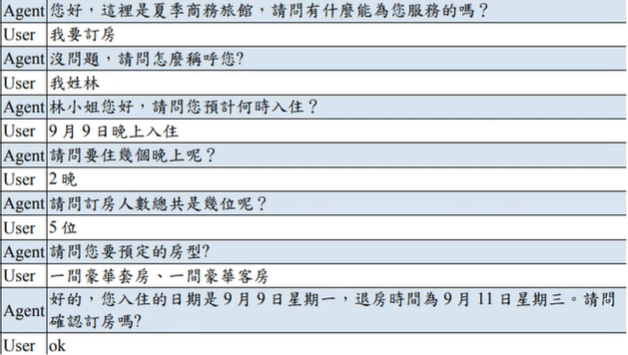 Agent 您好，這裡是夏季商務旅館，請問有什麼能為您服務的嗎？
User 我要訂房
Agent 沒問題，請問怎麼稱呼您?
User 我姓林
Agent 林小姐您好，請問您預計何時入住？
User 9 月 9 日晚上入住
Agent 請問要住幾個晚上呢？
User 2 晚
Agent 請問訂房人數總共是幾位呢？
User 5 位
Agent 請問您要預定的房型?
User 一間豪華套房、一間豪華客房
Agent 好的，您入住的日期是 9 月 9 日星期一，退房時間為 9 月 11 日星期三。請問
確認訂房嗎?
User ok